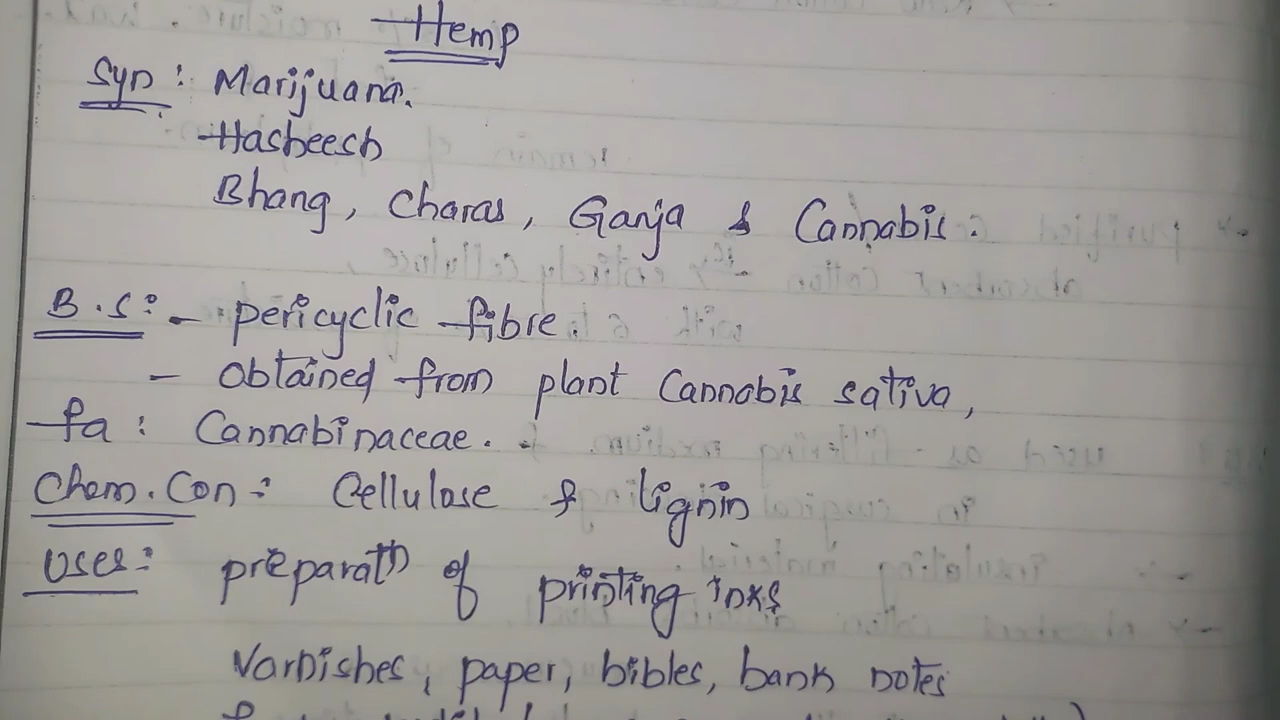 Hemp
Syn: Marijuana.
Hasheesh
Bhang, Charas, Ganja & Cannabis.
B.S: - pericyclic fibre.
- Obtained from plant Cannabis sativa,
fa: Cannabinaceae.
Chem. Con: Cellulose & lignin
Uses: preparatn of printing inks
Varnishes, paper, bibles, bank notes